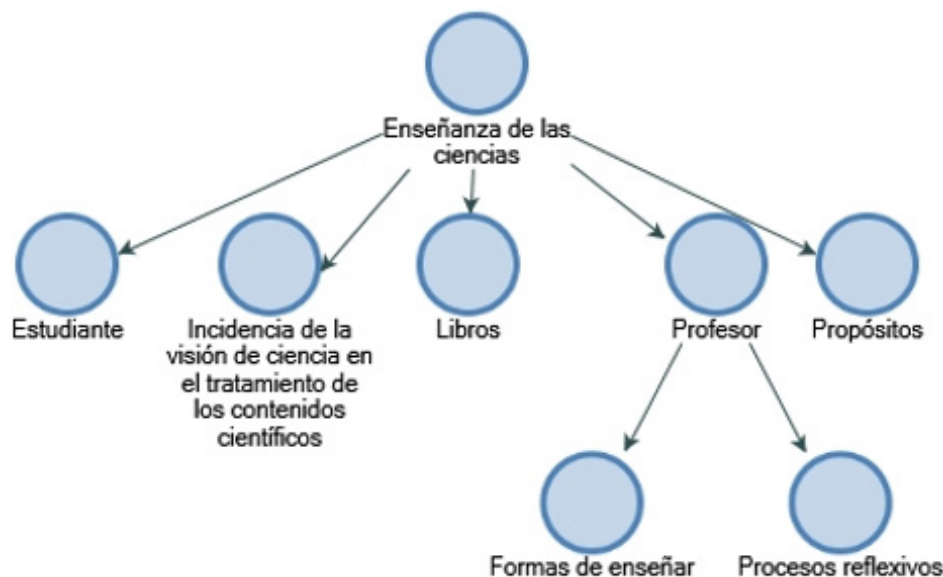 Enseñanza de las
ciencias
Estudiante
Incidencia de la
visión de ciencia en
el tratamiento de
los contenidos
científicos
Libros
Profesor
Propósitos
Formas de enseñar
Procesos reflexivos